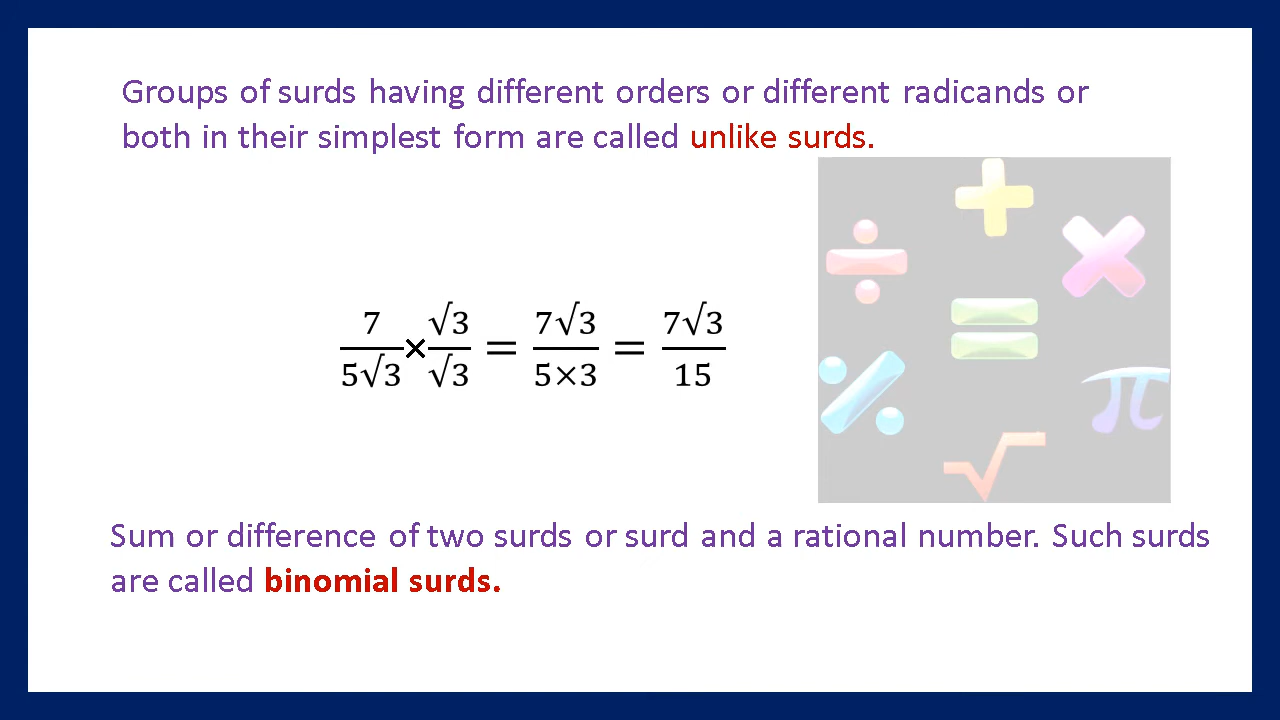 Groups of surds having different orders or different radicands or
both in their simplest form are called unlike surds.
7/5√3 × √3/√3 = 7√3/5×3 = 7√3/15
Sum or difference of two surds or surd and a rational number. Such surds
are called binomial surds.